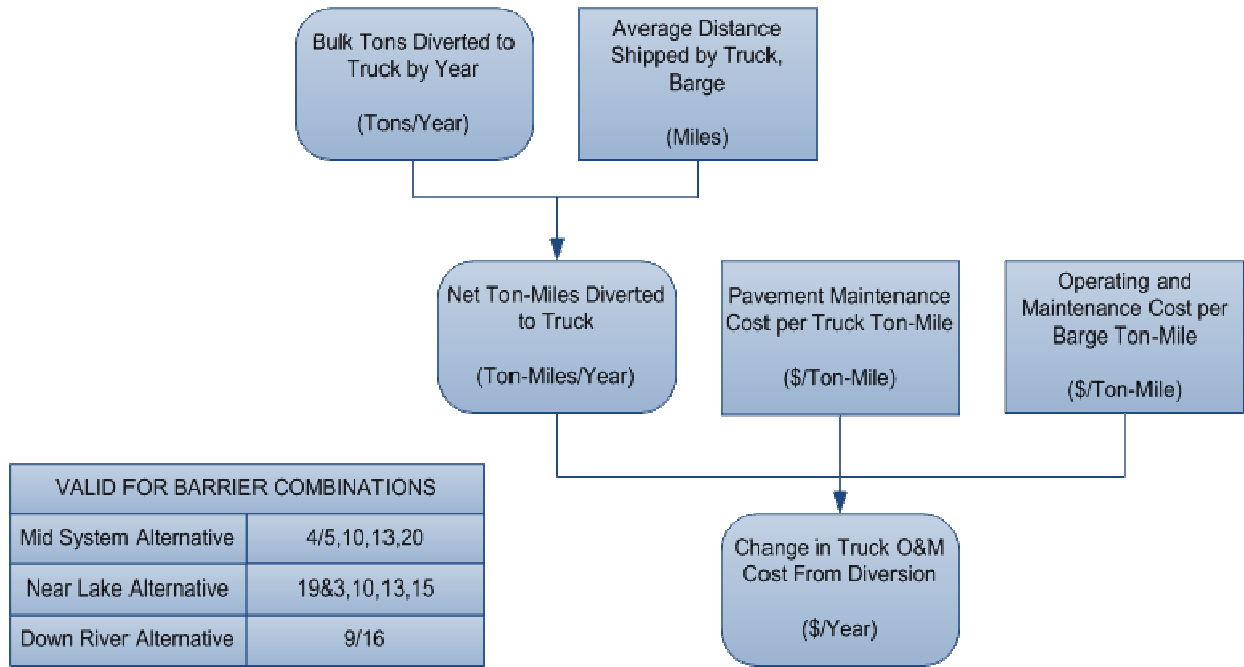 Bulk Tons Diverted to
Truck by Year
(Tons/Year)
Average Distance
Shipped by Truck,
Barge
(Miles)
Net Ton-Miles Diverted
to Truck
(Ton-Miles/Year)
Pavement Maintenance
Cost per Truck Ton-Mile
($/Ton-Mile)
Operating and
Maintenance Cost per
Barge Ton-Mile
($/Ton-Mile)
VALID FOR BARRIER COMBINATIONS
Mid System Alternative 4/5,10,13,20
Near Lake Alternative 19&3,10,13,15
Down River Alternative 9/16
Change in Truck O&M
Cost From Diversion
($/Year)